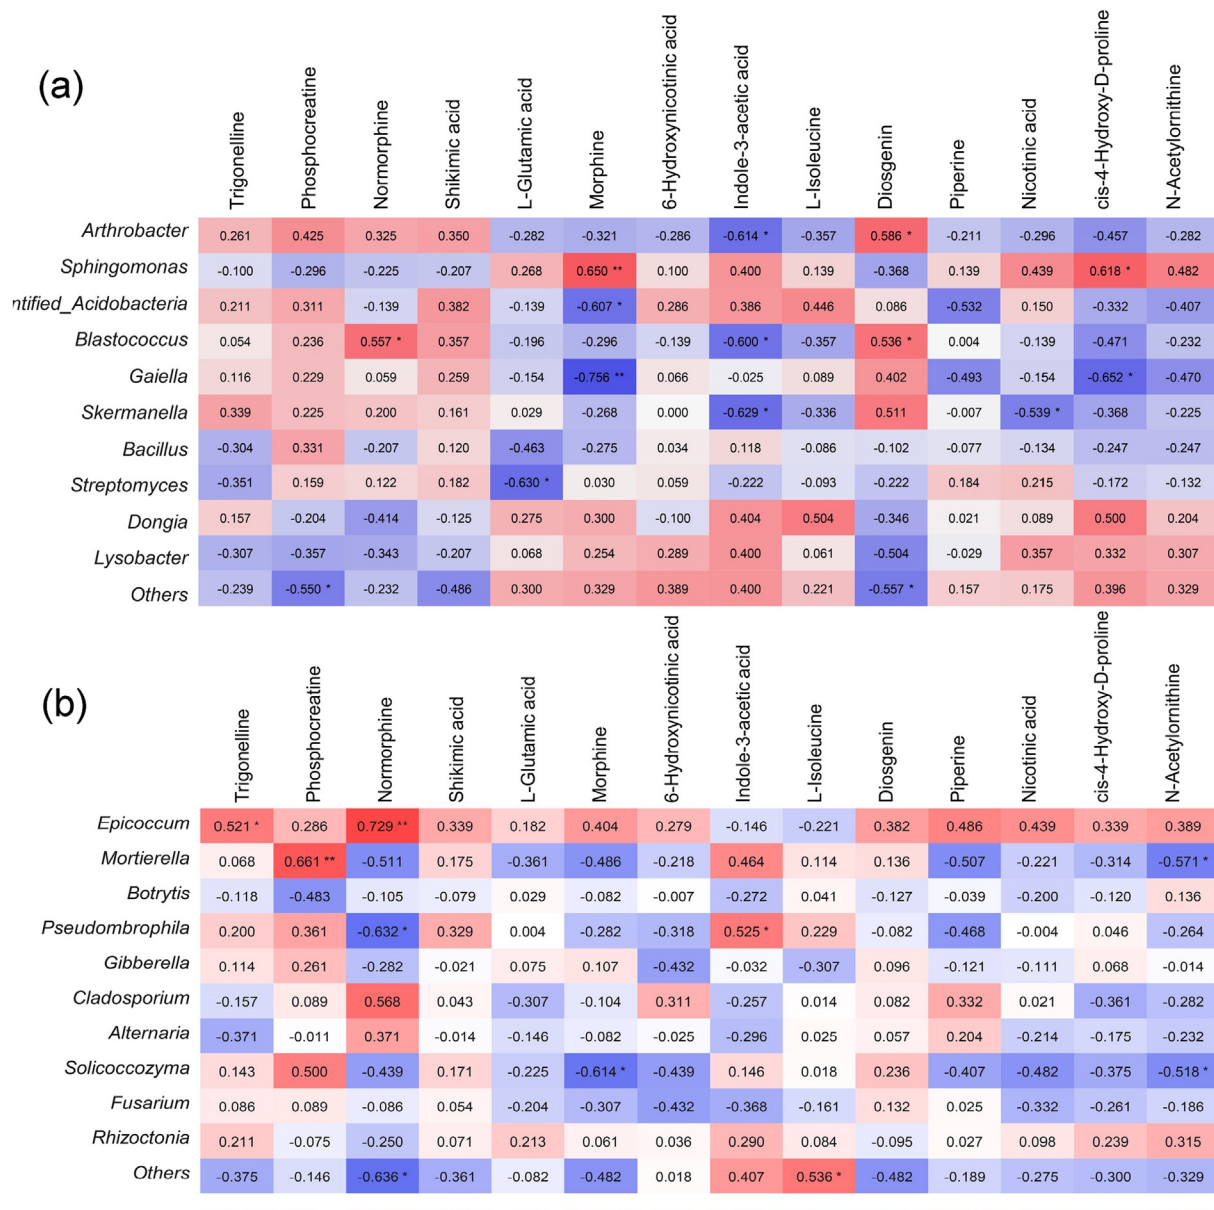 (a)
Trigonelline Phosphocreatine Normorphine Shikimic acid L-Glutamic acid Morphine 6-Hydroxynicotinic acid Indole-3-acetic acid L-Isoleucine Diosgenin Piperine Nicotinic acid cis-4-Hydroxy-D-proline N-Acetylornithine
Arthrobacter 0.261 0.425 0.325 0.350 -0.282 -0.321 -0.286 -0.614 * -0.357 0.586 * -0.211 -0.296 -0.457 -0.282
Sphingomonas -0.100 -0.296 -0.225 -0.207 0.268 0.650 ** 0.100 0.400 0.139 -0.368 0.139 0.439 0.618 * 0.482
ntified_Acidobacteria 0.211 0.311 -0.139 0.382 -0.139 -0.607 * 0.286 0.386 0.446 0.086 -0.532 0.150 -0.332 -0.407
Blastococcus 0.054 0.236 0.557 * 0.357 -0.196 -0.296 -0.139 -0.600 * -0.357 0.536 * 0.004 -0.139 -0.471 -0.232
Gaiella 0.116 0.229 0.059 0.259 -0.154 -0.756 ** 0.066 -0.025 0.089 0.402 -0.493 -0.154 -0.652 * -0.470
Skermanella 0.339 0.225 0.200 0.161 0.029 -0.268 0.000 -0.629 * -0.336 0.511 -0.007 -0.539 * -0.368 -0.225
Bacillus -0.304 0.331 -0.207 0.120 -0.463 -0.275 0.034 0.118 -0.086 -0.102 -0.077 -0.134 -0.247 -0.247
Streptomyces -0.351 0.159 0.122 0.182 -0.630 * 0.030 0.059 -0.222 -0.093 -0.222 0.184 0.215 -0.172 -0.132
Dongia 0.157 -0.204 -0.414 -0.125 0.275 0.300 -0.100 0.404 0.504 -0.346 0.021 0.089 0.500 0.204
Lysobacter -0.307 -0.357 -0.343 -0.207 0.068 0.254 0.289 0.400 0.061 -0.504 -0.029 0.357 0.332 0.307
Others -0.239 -0.550 * -0.232 -0.486 0.300 0.329 0.389 0.400 0.221 -0.557 * 0.157 0.175 0.396 0.329
(b)
Trigonelline Phosphocreatine Normorphine Shikimic acid L-Glutamic acid Morphine 6-Hydroxynicotinic acid Indole-3-acetic acid L-Isoleucine Diosgenin Piperine Nicotinic acid cis-4-Hydroxy-D-proline N-Acetylornithine
Epicoccum 0.521 * 0.286 0.729 ** 0.339 0.182 0.404 0.279 -0.146 -0.221 0.382 0.486 0.439 0.339 0.389
Mortierella 0.068 0.661 ** -0.511 0.175 -0.361 -0.486 -0.218 0.464 0.114 0.136 -0.507 -0.221 -0.314 -0.571 *
Botrytis -0.118 -0.483 -0.105 -0.079 0.029 -0.082 -0.007 -0.272 0.041 -0.127 -0.039 -0.200 -0.120 0.136
Pseudombrophila 0.200 0.361 -0.632 * 0.329 0.004 -0.282 -0.318 0.525 * 0.229 -0.082 -0.468 -0.004 0.046 -0.264
Gibberella 0.114 0.261 -0.282 -0.021 0.075 0.107 -0.432 -0.032 -0.307 0.096 -0.121 -0.111 0.068 -0.014
Cladosporium -0.157 0.089 0.568 0.043 -0.307 -0.104 0.311 -0.257 0.014 0.082 0.332 0.021 -0.361 -0.282
Alternaria -0.371 -0.011 0.371 -0.014 -0.146 -0.082 -0.025 -0.296 0.025 0.057 0.204 -0.214 -0.175 -0.232
Solicoccozyma 0.143 0.500 -0.439 0.171 -0.225 -0.614 * -0.439 0.146 0.018 0.236 -0.407 -0.482 -0.375 -0.518 *
Fusarium 0.086 0.089 -0.086 0.054 -0.204 -0.307 -0.432 -0.368 -0.161 0.132 0.025 -0.332 -0.261 -0.186
Rhizoctonia 0.211 -0.075 -0.250 0.071 0.213 0.061 0.036 0.290 0.084 -0.095 0.027 0.098 0.239 0.315
Others -0.375 -0.146 -0.636 * -0.361 -0.082 -0.482 0.018 0.407 0.536 * -0.482 -0.189 -0.275 -0.300 -0.329